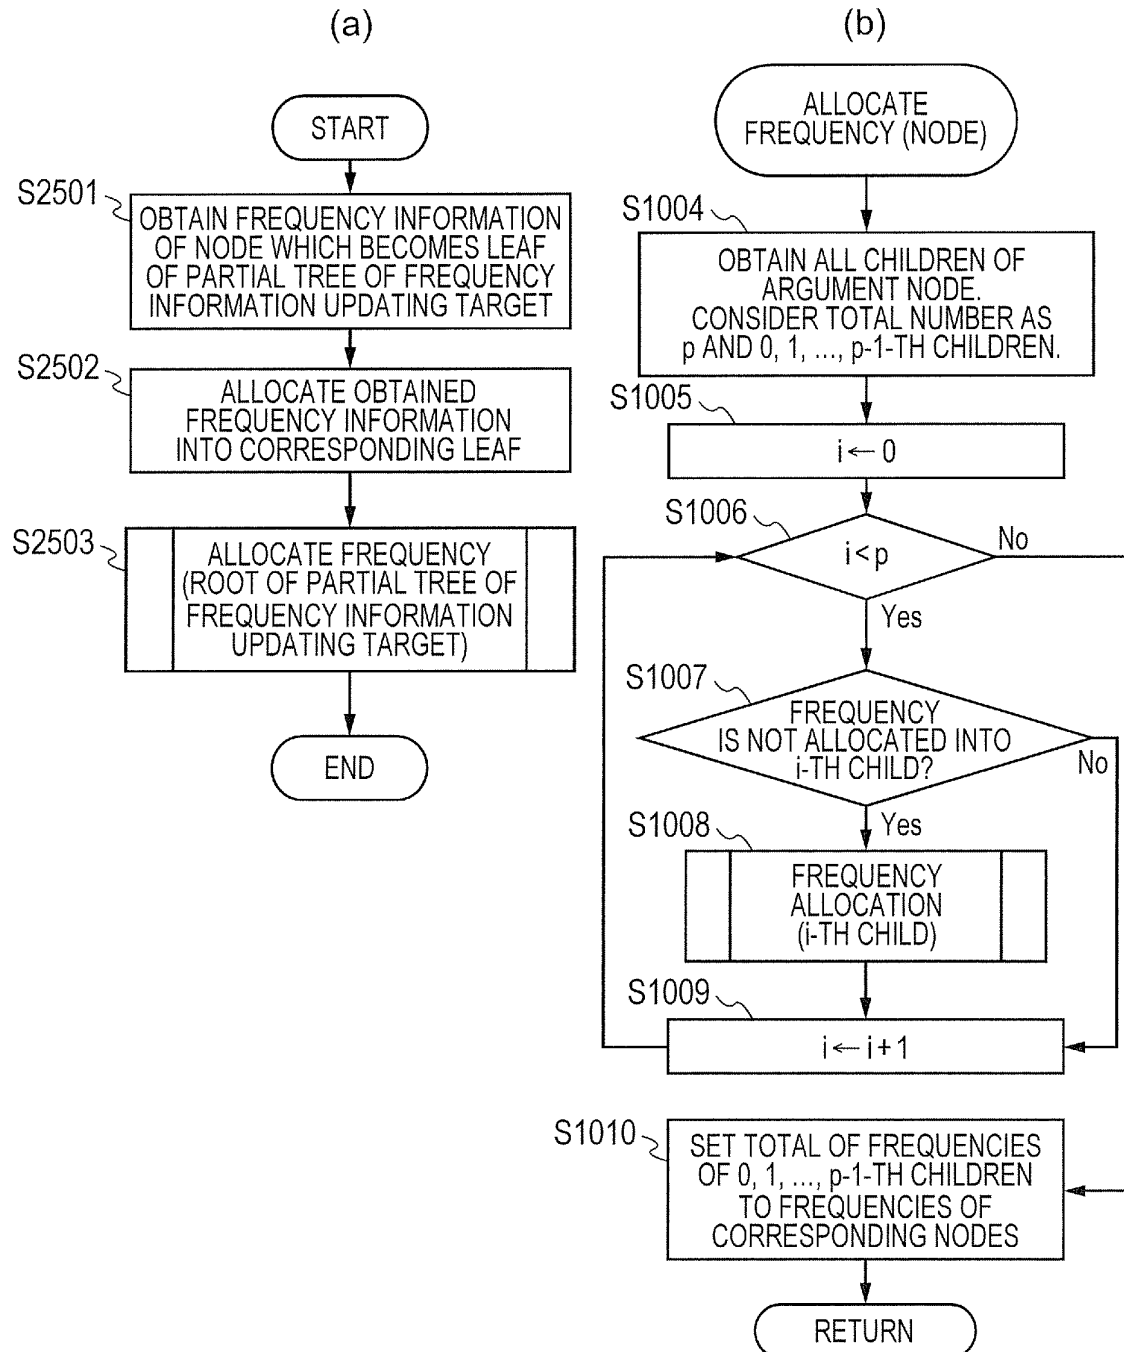 (a)
START
S2501
OBTAIN FREQUENCY INFORMATION
OF NODE WHICH BECOMES LEAF
OF PARTIAL TREE OF FREQUENCY
INFORMATION UPDATING TARGET
S2502
ALLOCATE OBTAINED
FREQUENCY INFORMATION
INTO CORRESPONDING LEAF
S2503
ALLOCATE FREQUENCY
(ROOT OF PARTIAL TREE OF
FREQUENCY INFORMATION
UPDATING TARGET)
END
(b)
ALLOCATE
FREQUENCY (NODE)
S1004
OBTAIN ALL CHILDREN OF
ARGUMENT NODE.
CONSIDER TOTAL NUMBER AS
p AND 0, 1, ..., p-1-TH CHILDREN.
S1005
i ← 0
S1006
i < p
No
Yes
S1007
FREQUENCY
IS NOT ALLOCATED INTO
i-TH CHILD?
No
Yes
S1008
FREQUENCY
ALLOCATION
(i-TH CHILD)
S1009
i ← i + 1
S1010
SET TOTAL OF FREQUENCIES
OF 0, 1, ..., p-1-TH CHILDREN
TO FREQUENCIES OF
CORRESPONDING NODES
RETURN